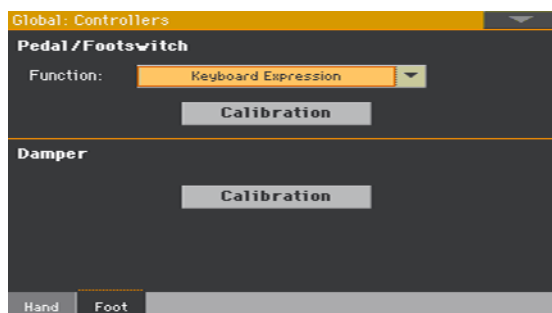 Global: Controllers
Pedal/Footswitch
Function: Keyboard Expression
Calibration
Damper
Calibration
Hand Foot